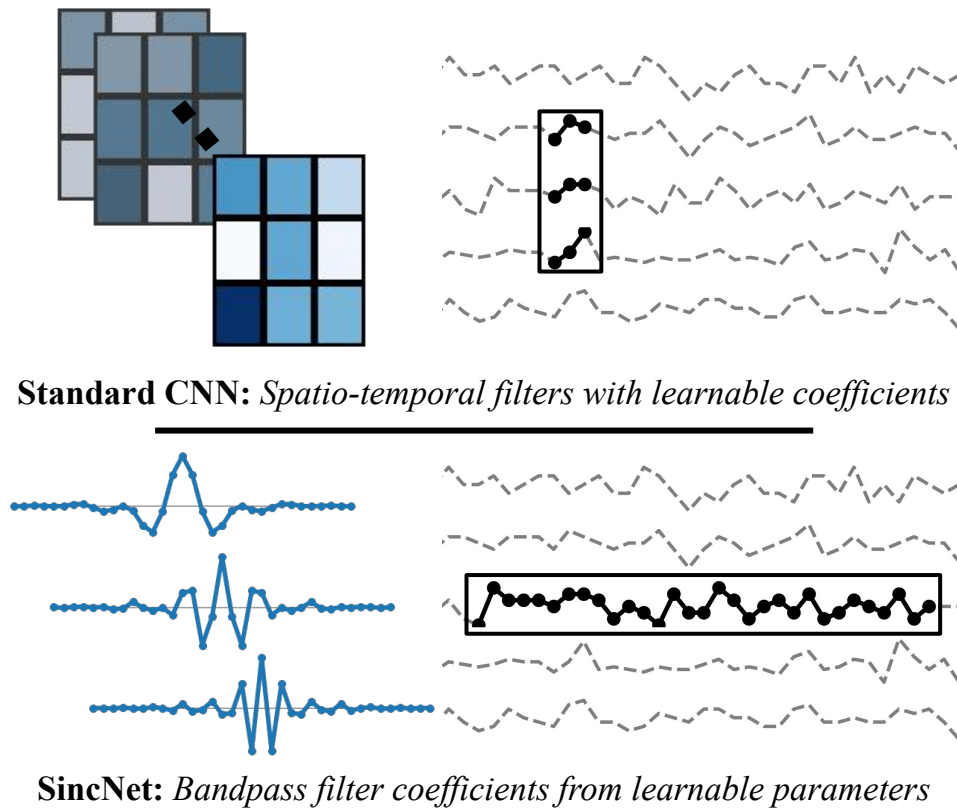 Standard CNN: Spatio-temporal filters with learnable coefficients
SincNet: Bandpass filter coefficients from learnable parameters